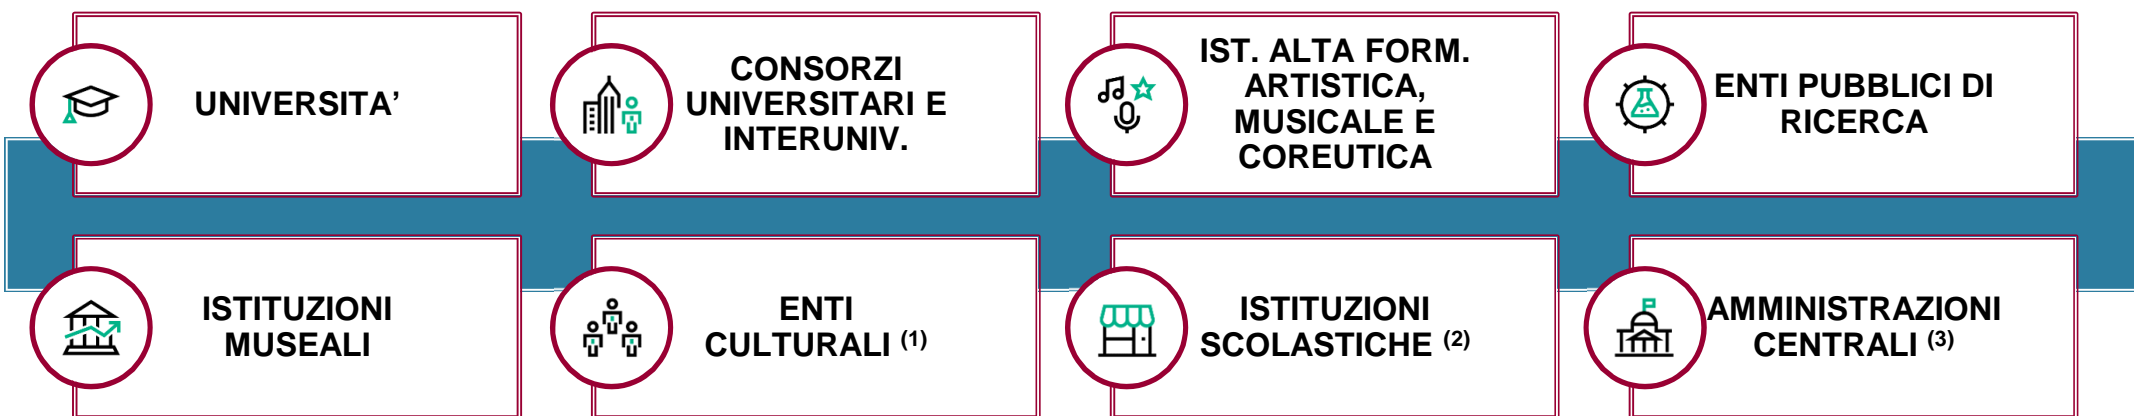 UNIVERSITA’
CONSORZI
UNIVERSITARI E
INTERUNIV.
IST. ALTA FORM.
ARTISTICA,
MUSICALE E
COREUTICA
ENTI PUBBLICI DI
RICERCA
ISTITUZIONI
MUSEALI
ENTI
CULTURALI (1)
ISTITUZIONI
SCOLASTICHE (2)
AMMINISTRAZIONI
CENTRALI (3)